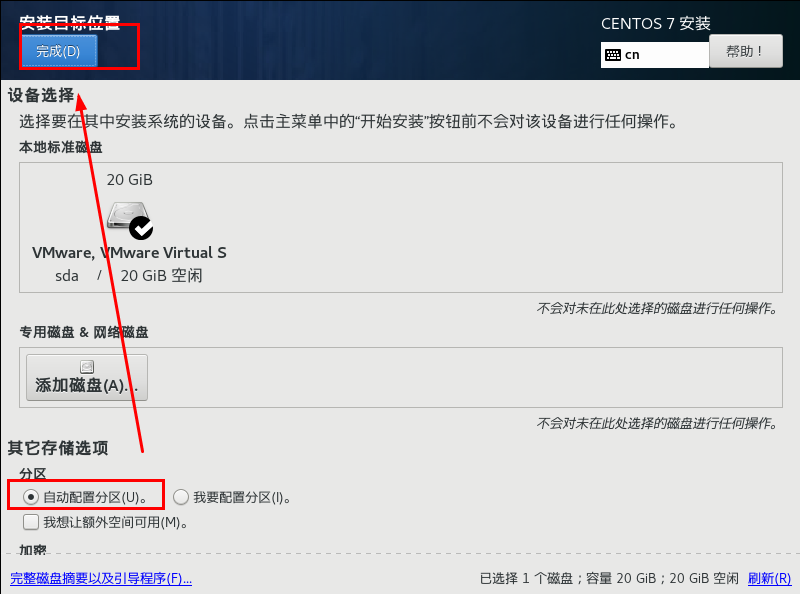 安装目标位置
CENTOS 7 安装
完成(D)
cn
帮助！
设备选择
选择要在其中安装系统的设备。点击主菜单中的“开始安装”按钮前不会对该设备进行任何操作。
本地标准磁盘
20 GiB
VMware, VMware Virtual S
sda / 20 GiB 空闲
不会对未在此处选择的磁盘进行任何操作。
专用磁盘 & 网络磁盘
添加磁盘(A)...
不会对未在此处选择的磁盘进行任何操作。
其它存储选项
分区
自动配置分区(U)。 我要配置分区(I)。
我想让额外空间可用(M)。
加密
完整磁盘摘要以及引导程序(F)... 已选择 1 个磁盘；容量 20 GiB；20 GiB 空闲 刷新(R)